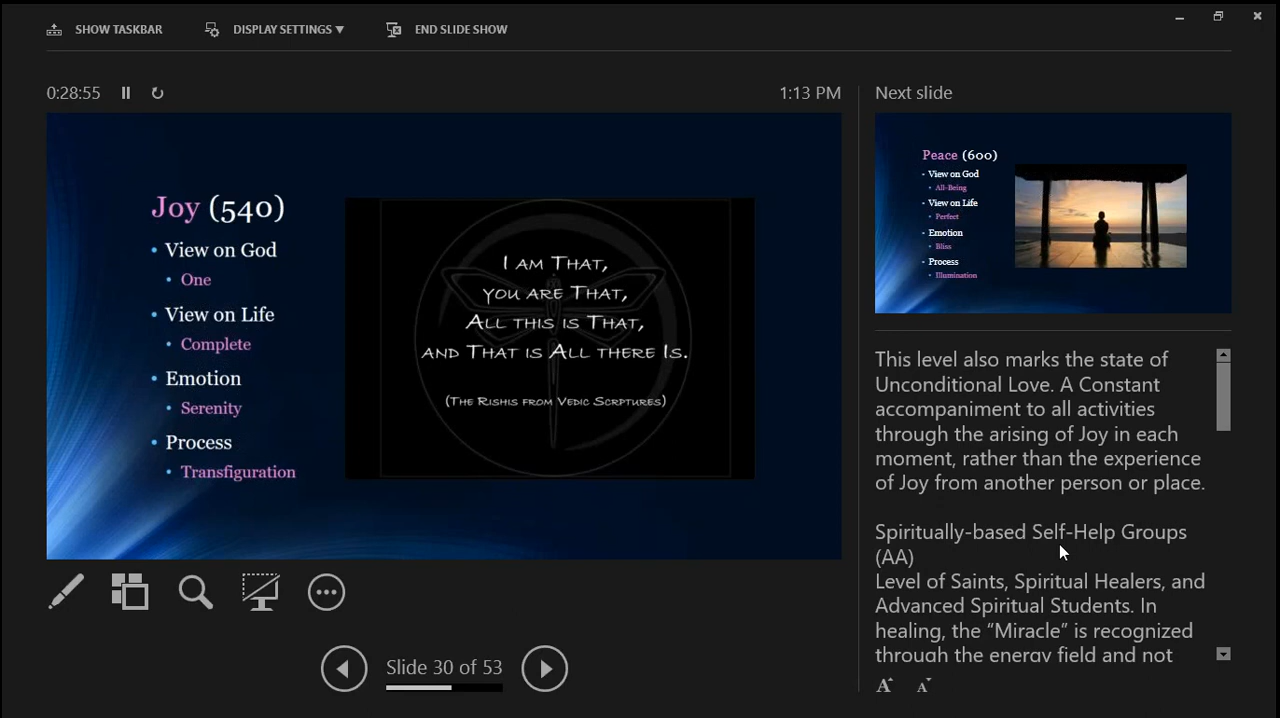 SHOW TASKBAR
DISPLAY SETTINGS ▼
END SLIDE SHOW
0:28:55
1:13 PM
Joy (540)
• View on God
• One
• View on Life
• Complete
• Emotion
• Serenity
• Process
• Transfiguration
I AM THAT,
YOU ARE THAT,
ALL THIS IS THAT,
AND THAT IS ALL THERE IS.
(THE RISHIS FROM VEDIC SCRPTURES)
Slide 30 of 53
Next slide
Peace (600)
• View on God
• All-Being
• View on Life
• Perfect
• Emotion
• Bliss
• Process
• Illumination
This level also marks the state of
Unconditional Love. A Constant
accompaniment to all activities
through the arising of Joy in each
moment, rather than the experience
of Joy from another person or place.
Spiritually-based Self-Help Groups
(AA)
Level of Saints, Spiritual Healers, and
Advanced Spiritual Students. In
healing, the “Miracle” is recognized
through the energy field and not
A A